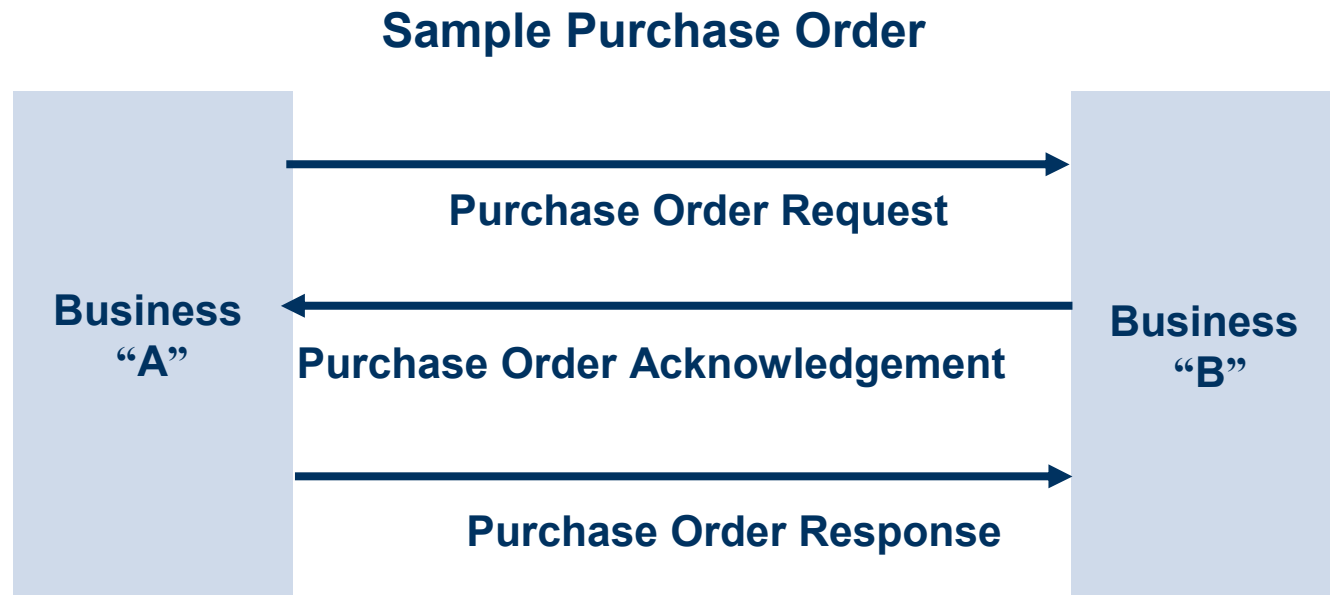 Sample Purchase Order
Purchase Order Request
Business
“A”
Purchase Order Acknowledgement
Business
“B”
Purchase Order Response